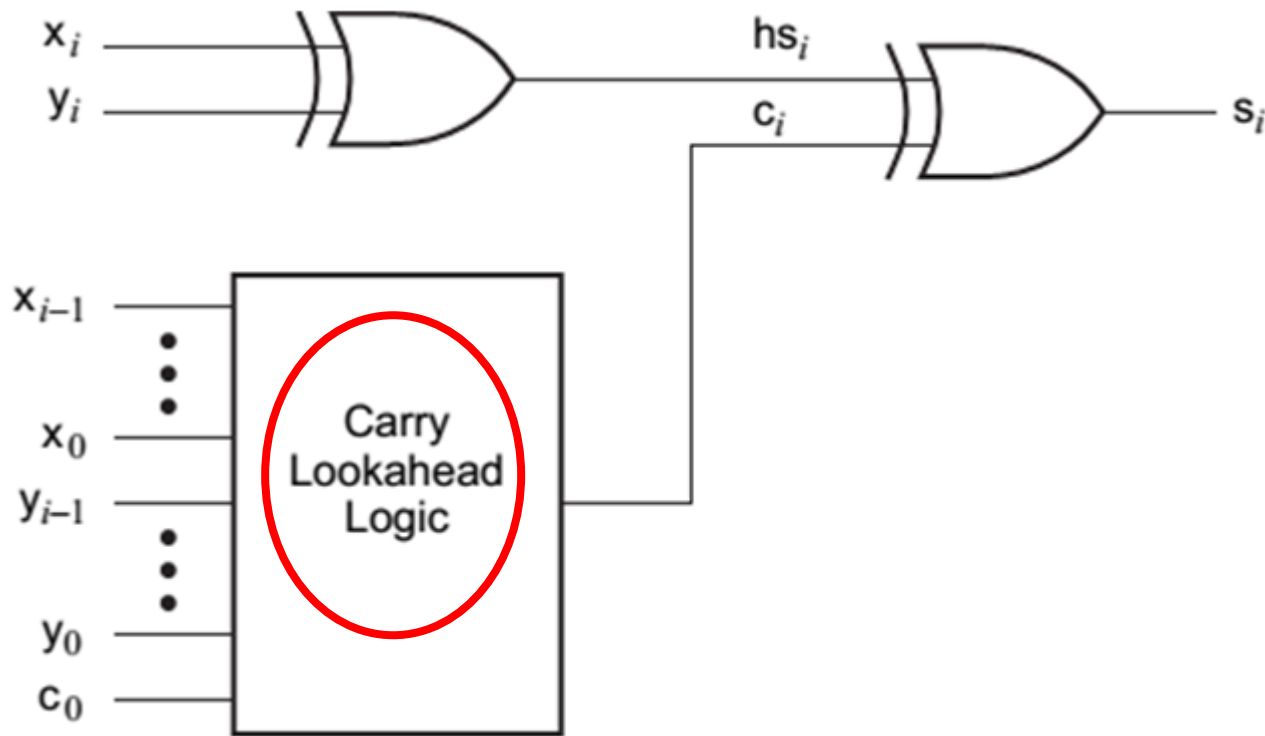 x_i
y_i
hs_i
c_i
s_i
x_{i–1}
x_0
y_{i–1}
y_0
c_0
Carry
Lookahead
Logic